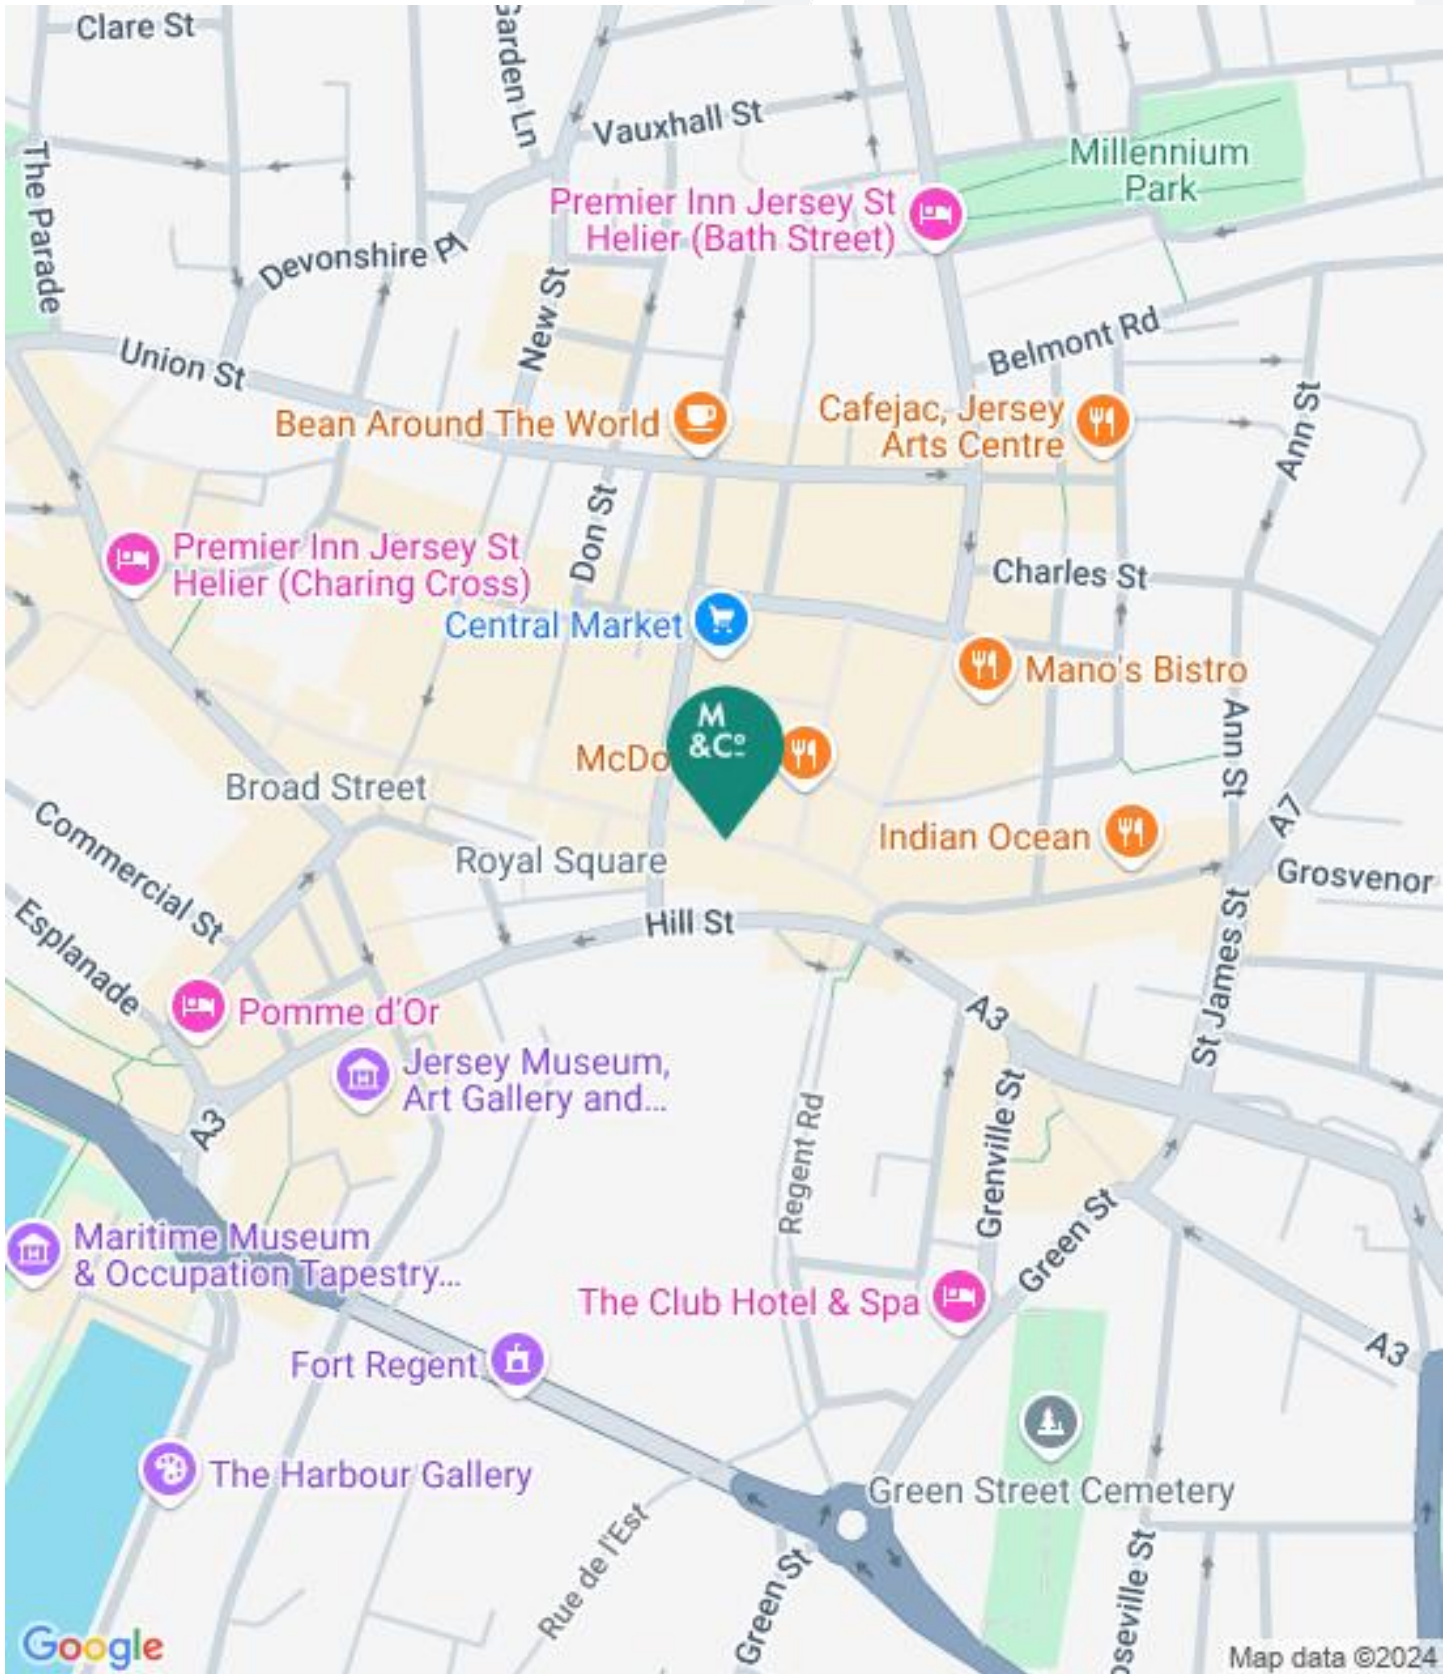 Clare St
Garden Ln
Vauxhall St
The Parade
Millennium
Park
Premier Inn Jersey St
Helier (Bath Street)
Devonshire Pl
New St
Union St
Belmont Rd
Bean Around The World
Cafejac, Jersey
Arts Centre
Ann St
Don St
Premier Inn Jersey St
Helier (Charing Cross)
Charles St
Central Market
Mano's Bistro
M
&Cº
McDo
Ann St
Broad Street
Commercial St
A7
Indian Ocean
Royal Square
Grosvenor
Esplanade
Hill St
St James St
Pomme d'Or
A3
Jersey Museum,
Art Gallery and...
A3
Regent Rd
Grenville St
Green St
Maritime Museum
& Occupation Tapestry...
The Club Hotel & Spa
A3
Fort Regent
The Harbour Gallery
Green Street Cemetery
Rue de l'Est
Green St
oseville St
Google
Map data ©2024